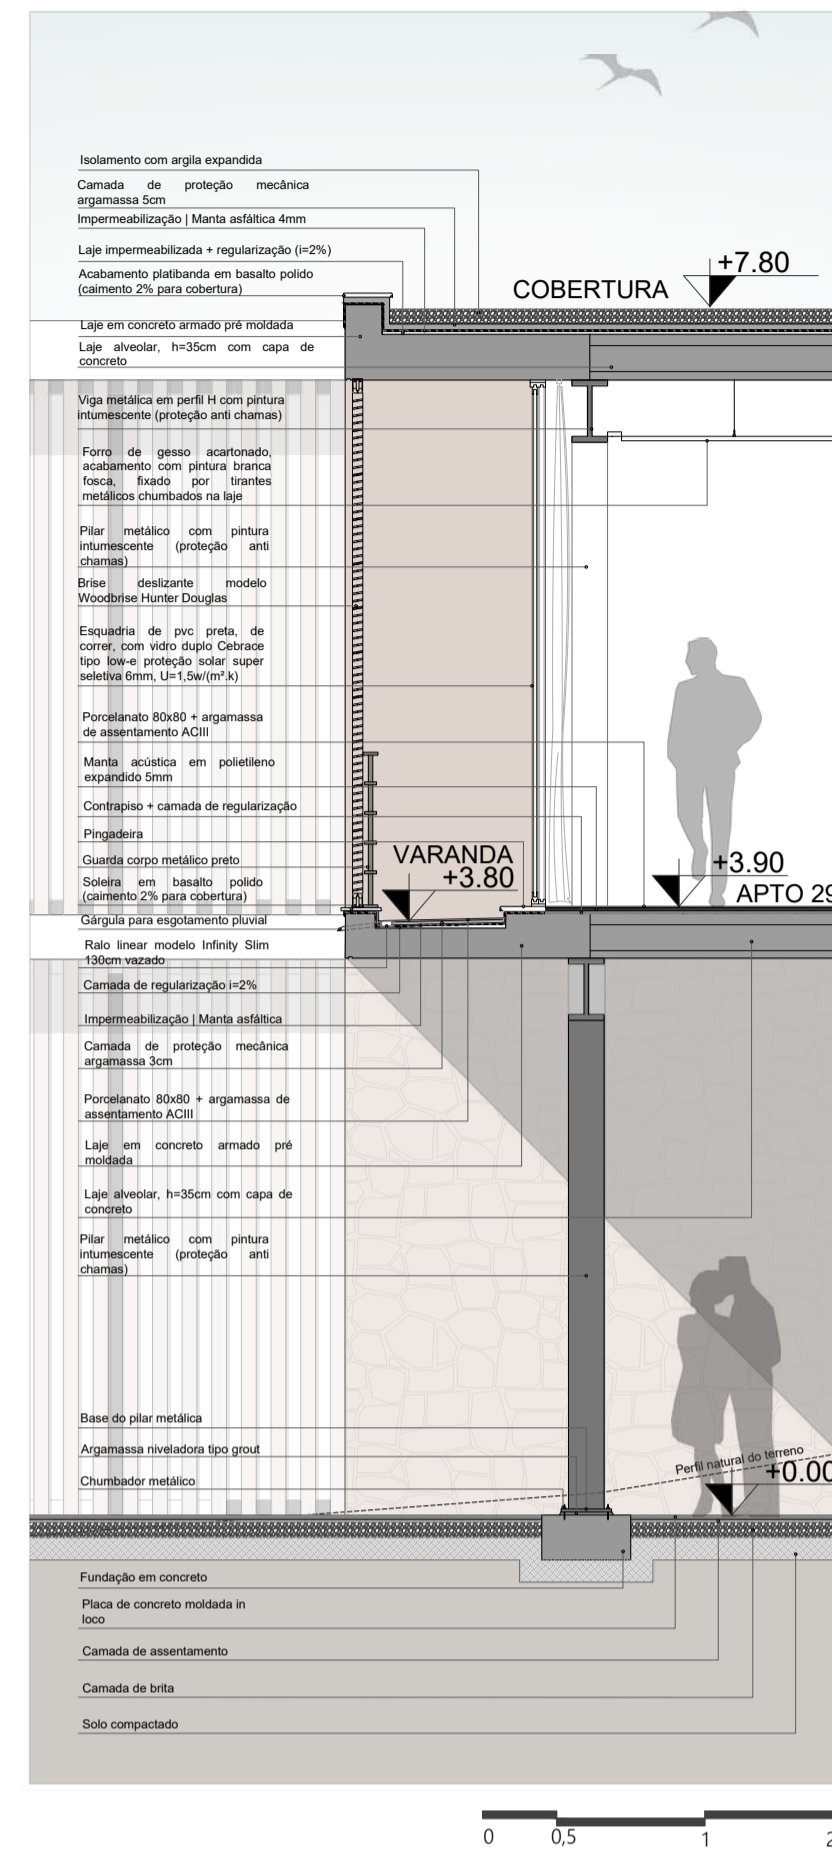 Isolamento com argila expandida
Camada de proteção mecânica
argamassa 5cm
Impermeabilização | Manta asfáltica 4mm
Laje impermeabilizada + regularização (i=2%)
Acabamento platibanda em basalto polido
(caimento 2% para cobertura)
COBERTURA
+7.80
Laje em concreto armado pré moldada
Laje alveolar, h=35cm com capa de
concreto
Viga metálica em perfil H com pintura
intumescente (proteção anti chamas)
Forro de gesso acartonado,
acabamento com pintura branca
fosca, fixado por tirantes
metálicos chumbados na laje
Pilar metálico com pintura
intumescente (proteção anti
chamas)
Brise deslizante modelo
Woodbrise Hunter Douglas
Esquadria de pvc preta, de
correr, com vidro duplo Cebrace
tipo low-e proteção solar super
seletiva 6mm, U=1,5w/(m².k)
Porcelanato 80x80 + argamassa
de assentamento ACIII
Manta acústica em polietileno
expandido 5mm
Contrapiso + camada de regularização
Pingadeira
Guarda corpo metálico preto
Soleira em basalto polido
(caimento 2% para cobertura)
VARANDA
+3.80
+3.90
APTO 29
Gárgula para esgotamento pluvial
Ralo linear modelo Infinity Slim
130cm vazado
Camada de regularização i=2%
Impermeabilização | Manta asfáltica
Camada de proteção mecânica
argamassa 3cm
Porcelanato 80x80 + argamassa de
assentamento ACIII
Laje em concreto armado pré
moldada
Laje alveolar, h=35cm com capa de
concreto
Pilar metálico com pintura
intumescente (proteção anti
chamas)
Base do pilar metálica
Argamassa niveladora tipo grout
Chumbador metálico
Perfil natural do terreno
+0.00
Fundação em concreto
Placa de concreto moldada in
loco
Camada de assentamento
Camada de brita
Solo compactado
0 0,5 1 2